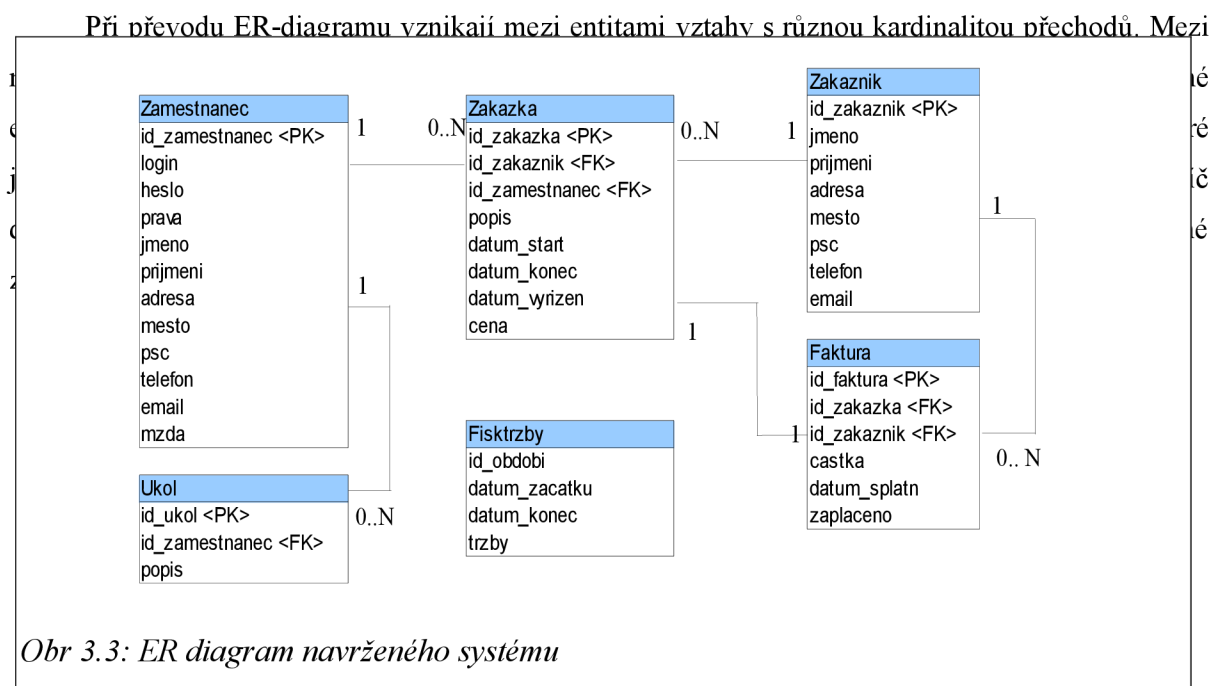 Při převodu ER-diagramu vznikají mezi entitami vztahy s různou kardinalitou přechodů. Mezi
Zamestnanec
id_zamestnanec <PK>
login
heslo
prava
jmeno
prijmeni
adresa
mesto
psc
telefon
email
mzda
1
0..N
Zakazka
id_zakazka <PK>
id_zakaznik <FK>
id_zamestnanec <FK>
popis
datum_start
datum_konec
datum_vyrizen
cena
0..N
1
Zakaznik
id_zakaznik <PK>
jmeno
prijmeni
adresa
mesto
psc
telefon
email
1
1
1
Faktura
id_faktura <PK>
id_zakazka <FK>
id_zakaznik <FK>
castka
datum_splatn
zaplaceno
1
0.. N
Fisktrzby
id_obdobi
datum_zacatku
datum_konec
trzby
Ukol
id_ukol <PK>
id_zamestnanec <FK>
popis
0..N
Obr 3.3: ER diagram navrženého systému